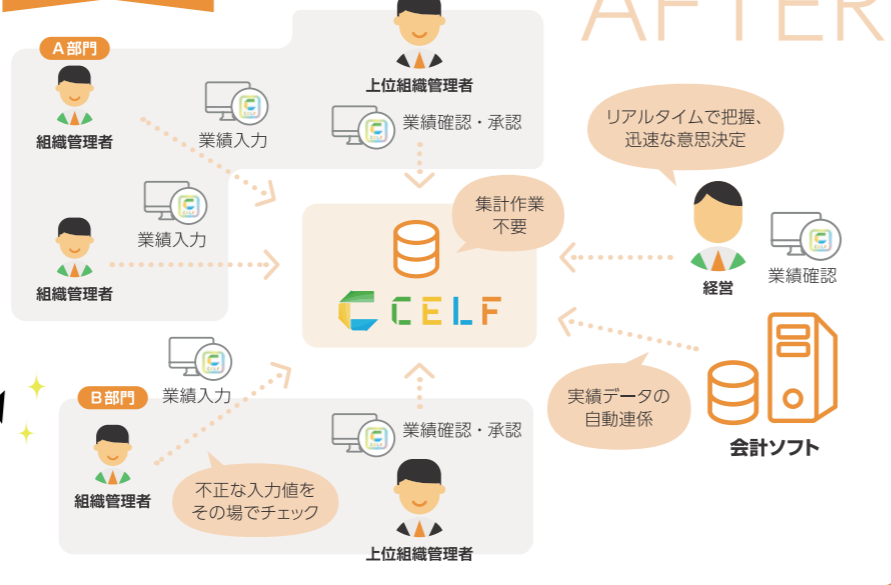 AFTER
A部門
組織管理者
業績入力
上位組織管理者
業績確認・承認
リアルタイムで把握、
迅速な意思決定
組織管理者
業績入力
集計作業
不要
CELF
経営
業績確認
B部門
業績入力
組織管理者
不正な入力値を
その場でチェック
業績確認・承認
上位組織管理者
実績データの
自動連係
会計ソフト